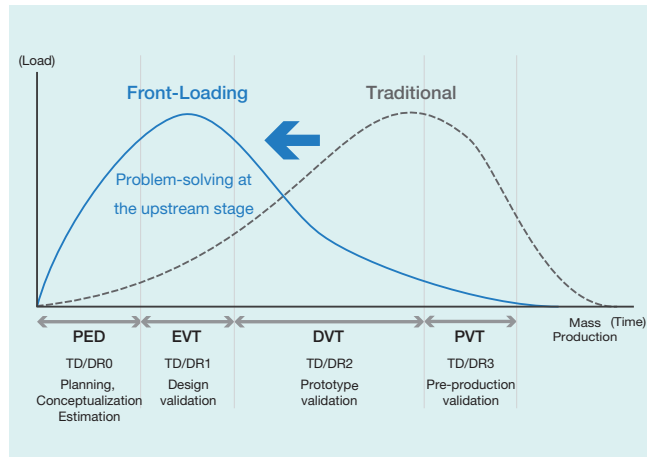 (Load)
Front-Loading
Traditional
Problem-solving at
the upstream stage
Mass (Time)
Production
PED
EVT
DVT
PVT
TD/DR0
TD/DR1
TD/DR2
TD/DR3
Planning,
Conceptualization
Estimation
Design
validation
Prototype
validation
Pre-production
validation